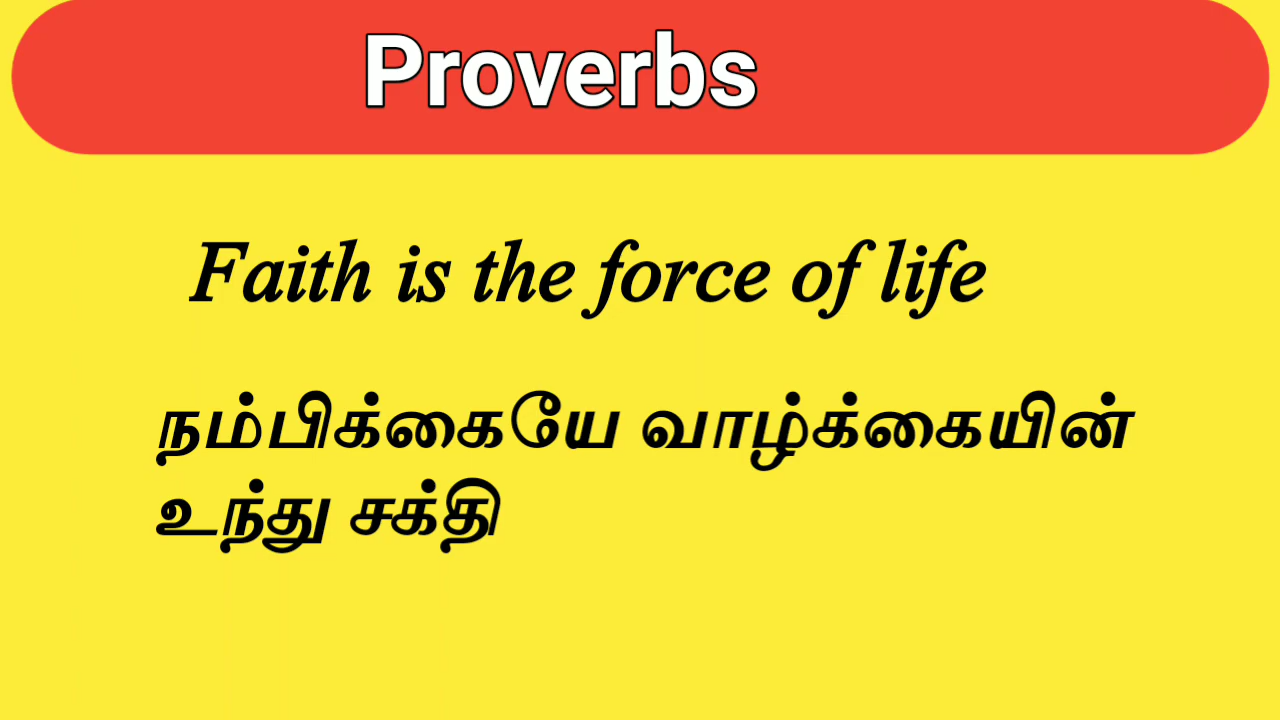 Proverbs
Faith is the force of life
நம்பிக்கையே வாழ்க்கையின்
உந்து சக்தி